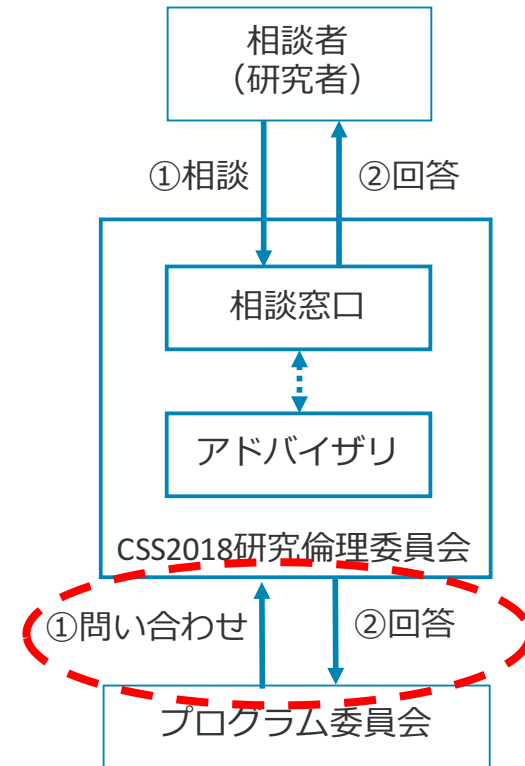 相談者
（研究者）
①相談
②回答
相談窓口
アドバイザリ
CSS2018研究倫理委員会
①問い合わせ
②回答
プログラム委員会